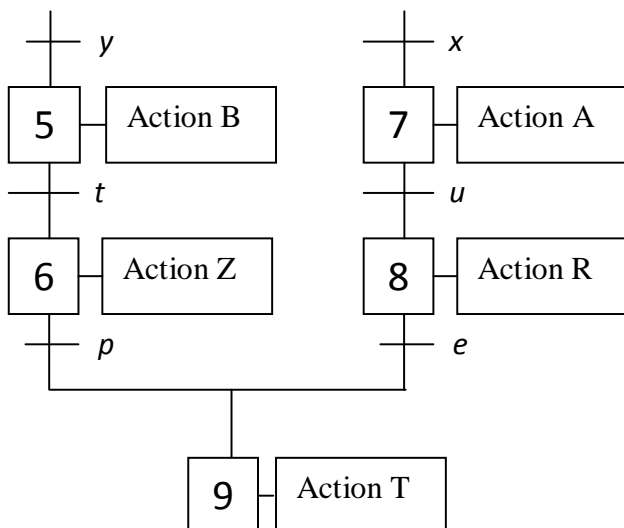 y x
5 Action B 7 Action A
t u
6 Action Z 8 Action R
p e
9 Action T